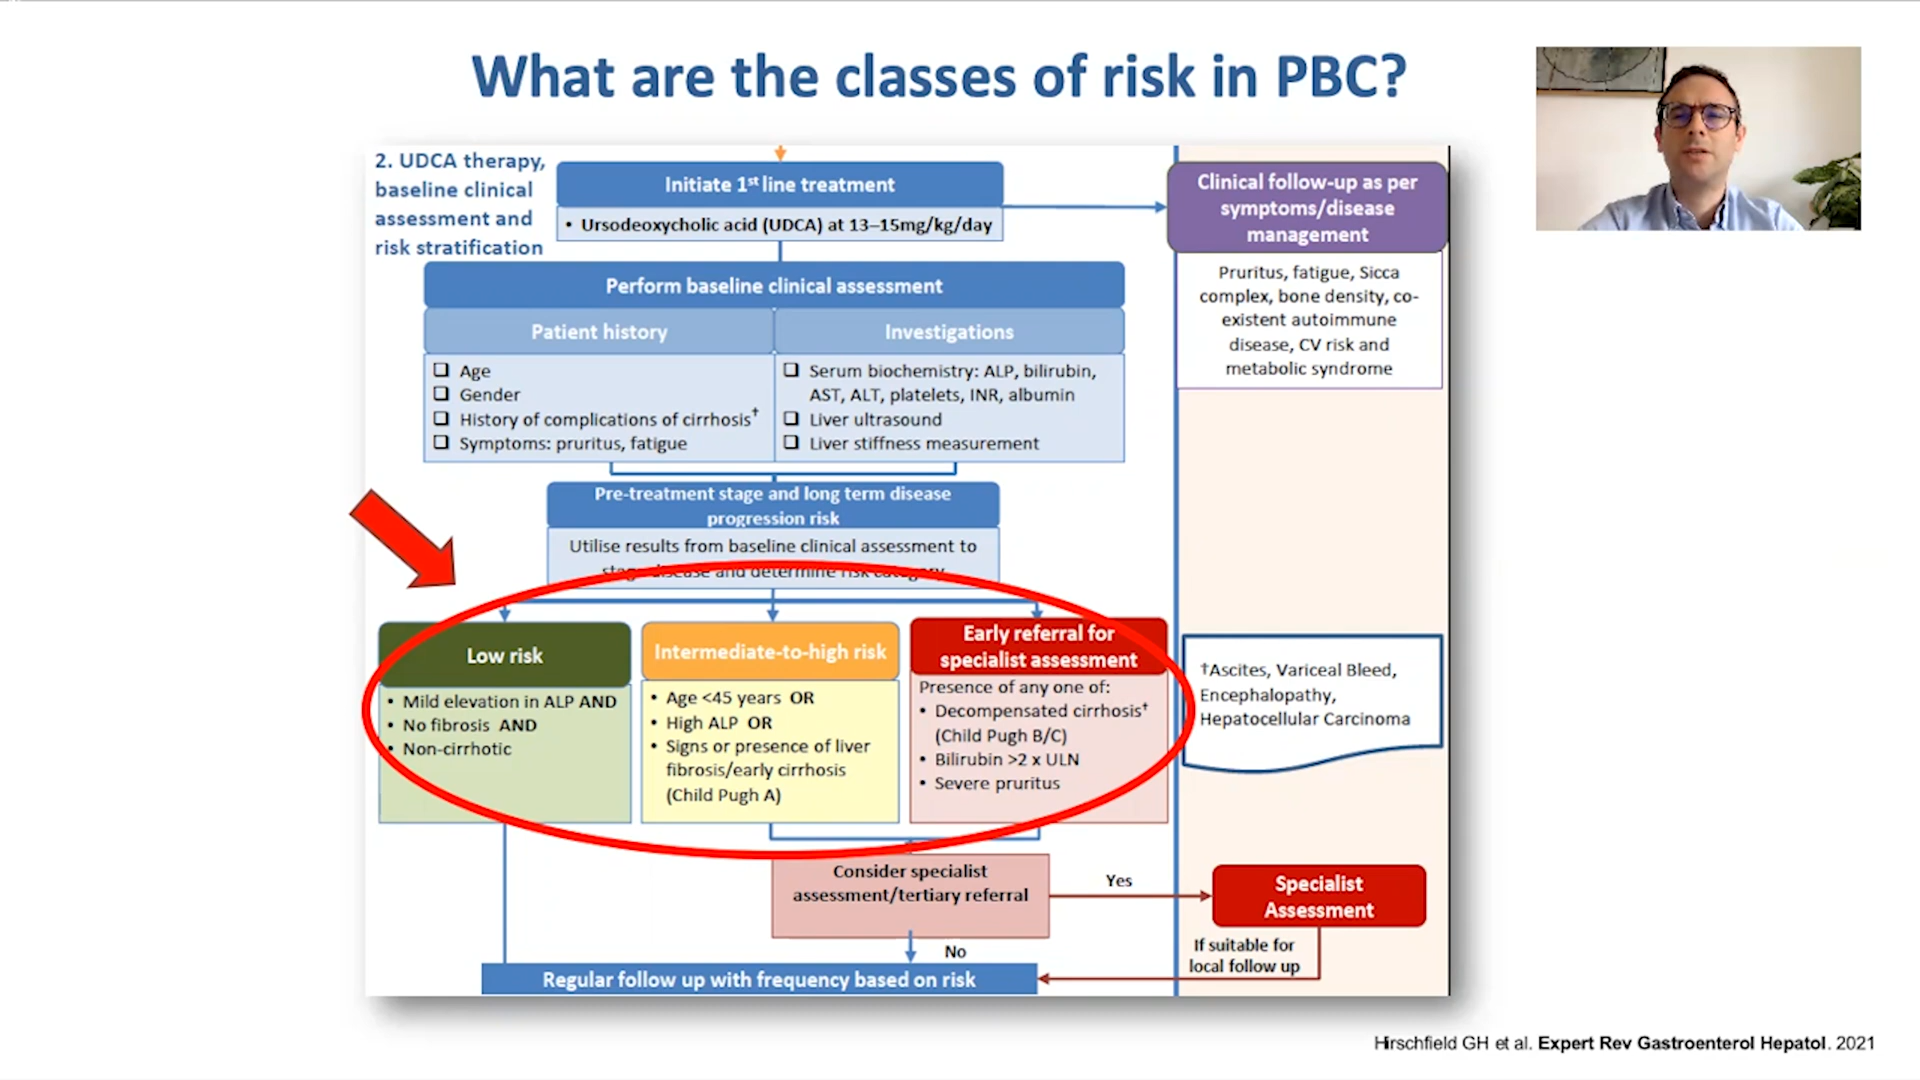 What are the classes of risk in PBC?
2. UDCA therapy,
baseline clinical
assessment and
risk stratification
Initiate 1st line treatment
• Ursodeoxycholic acid (UDCA) at 13–15mg/kg/day
Clinical follow-up as per
symptoms/disease
management
Pruritus, fatigue, Sicca
complex, bone density, co-
existent autoimmune
disease, CV risk and
metabolic syndrome
Perform baseline clinical assessment
Patient history
❑ Age
❑ Gender
❑ History of complications of cirrhosis†
❑ Symptoms: pruritus, fatigue
Investigations
❑ Serum biochemistry: ALP, bilirubin,
AST, ALT, platelets, INR, albumin
❑ Liver ultrasound
❑ Liver stiffness measurement
Pre-treatment stage and long term disease
progression risk
Utilise results from baseline clinical assessment to
stage disease and determine risk category
Low risk
• Mild elevation in ALP AND
• No fibrosis AND
• Non-cirrhotic
Intermediate-to-high risk
• Age <45 years OR
• High ALP OR
• Signs or presence of liver
fibrosis/early cirrhosis
(Child Pugh A)
Early referral for
specialist assessment
Presence of any one of:
• Decompensated cirrhosis†
(Child Pugh B/C)
• Bilirubin >2 x ULN
• Severe pruritus
†Ascites, Variceal Bleed,
Encephalopathy,
Hepatocellular Carcinoma
Consider specialist
assessment/tertiary referral
Yes
Specialist
Assessment
No
If suitable for
local follow up
Regular follow up with frequency based on risk
Hirschfield GH et al. Expert Rev Gastroenterol Hepatol. 2021